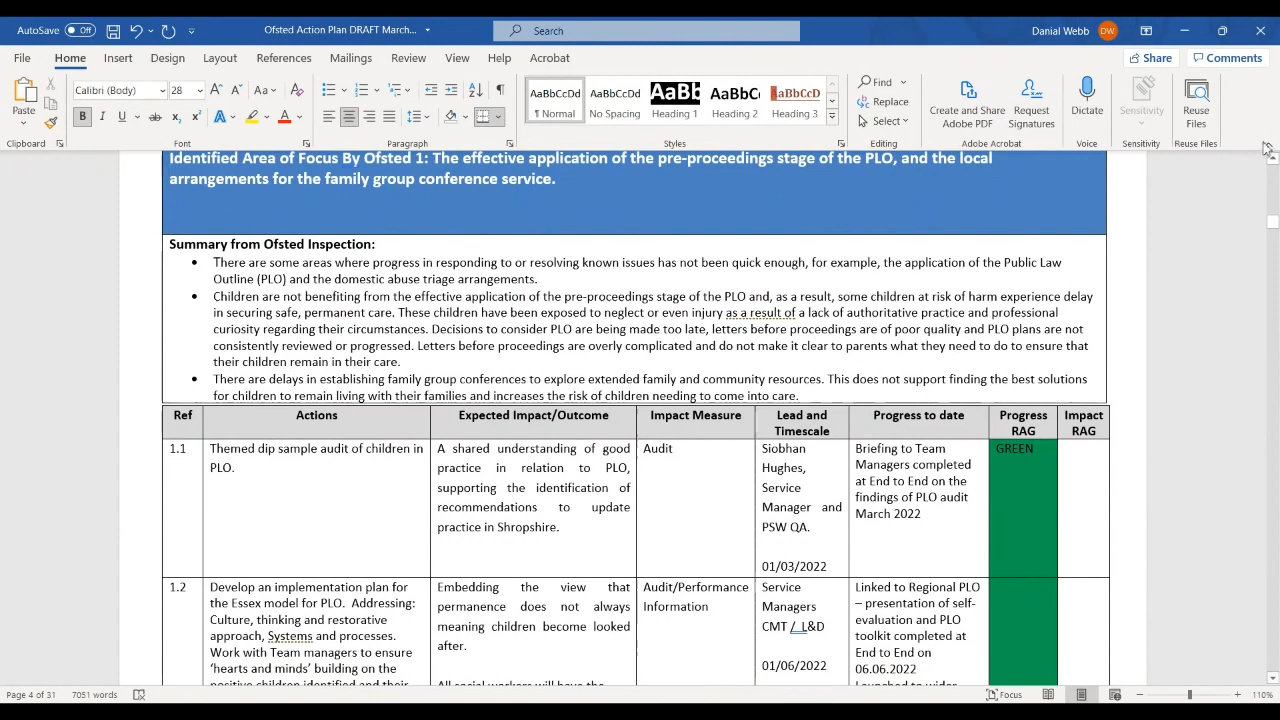 AutoSave Off Ofsted Action Plan DRAFT March... Search Danial Webb DW
File Home Insert Design Layout References Mailings Review View Help Acrobat Share Comments
Paste
Calibri (Body) 28
AaBbCcDd AaBbCcDd AaBb AaBbC AaBbCcD
¶ Normal No Spacing Heading 1 Heading 2 Heading 3
Find
Replace
Select
Create and Share
Adobe PDF
Request
Signatures
Dictate
Sensitivity
Reuse
Files
Clipboard Font Paragraph Styles Editing Adobe Acrobat Voice Sensitivity Reuse Files
Identified Area of Focus By Ofsted 1: The effective application of the pre-proceedings stage of the PLO, and the local
arrangements for the family group conference service.
Summary from Ofsted Inspection:
• There are some areas where progress in responding to or resolving known issues has not been quick enough, for example, the application of the Public Law
Outline (PLO) and the domestic abuse triage arrangements.
• Children are not benefiting from the effective application of the pre-proceedings stage of the PLO and, as a result, some children at risk of harm experience delay
in securing safe, permanent care. These children have been exposed to neglect or even injury as a result of a lack of authoritative practice and professional
curiosity regarding their circumstances. Decisions to consider PLO are being made too late, letters before proceedings are of poor quality and PLO plans are not
consistently reviewed or progressed. Letters before proceedings are overly complicated and do not make it clear to parents what they need to do to ensure that
their children remain in their care.
• There are delays in establishing family group conferences to explore extended family and community resources. This does not support finding the best solutions
for children to remain living with their families and increases the risk of children needing to come into care.
Ref Actions Expected Impact/Outcome Impact Measure Lead and Timescale Progress to date Progress RAG Impact RAG
1.1
Themed dip sample audit of children in
PLO.
A shared understanding of good
practice in relation to PLO,
supporting the identification of
recommendations to update
practice in Shropshire.
Audit
Siobhan
Hughes,
Service
Manager and
PSW QA.
01/03/2022
Briefing to Team
Managers completed
at End to End on the
findings of PLO audit
March 2022
GREEN
1.2
Develop an implementation plan for
the Essex model for PLO. Addressing:
Culture, thinking and restorative
approach, Systems and processes.
Work with Team managers to ensure
‘hearts and minds’ building on the
positive children identified and their
Embedding the view that
permanence does not always
meaning children become looked
after.
All social workers will have the
Audit/Performance
Information
Service
Managers
CMT / L&D
01/06/2022
Linked to Regional PLO
– presentation of self-
evaluation and PLO
toolkit completed at
End to End on
06.06.2022
Launched to wider
Page 4 of 31 7051 words Focus 110%